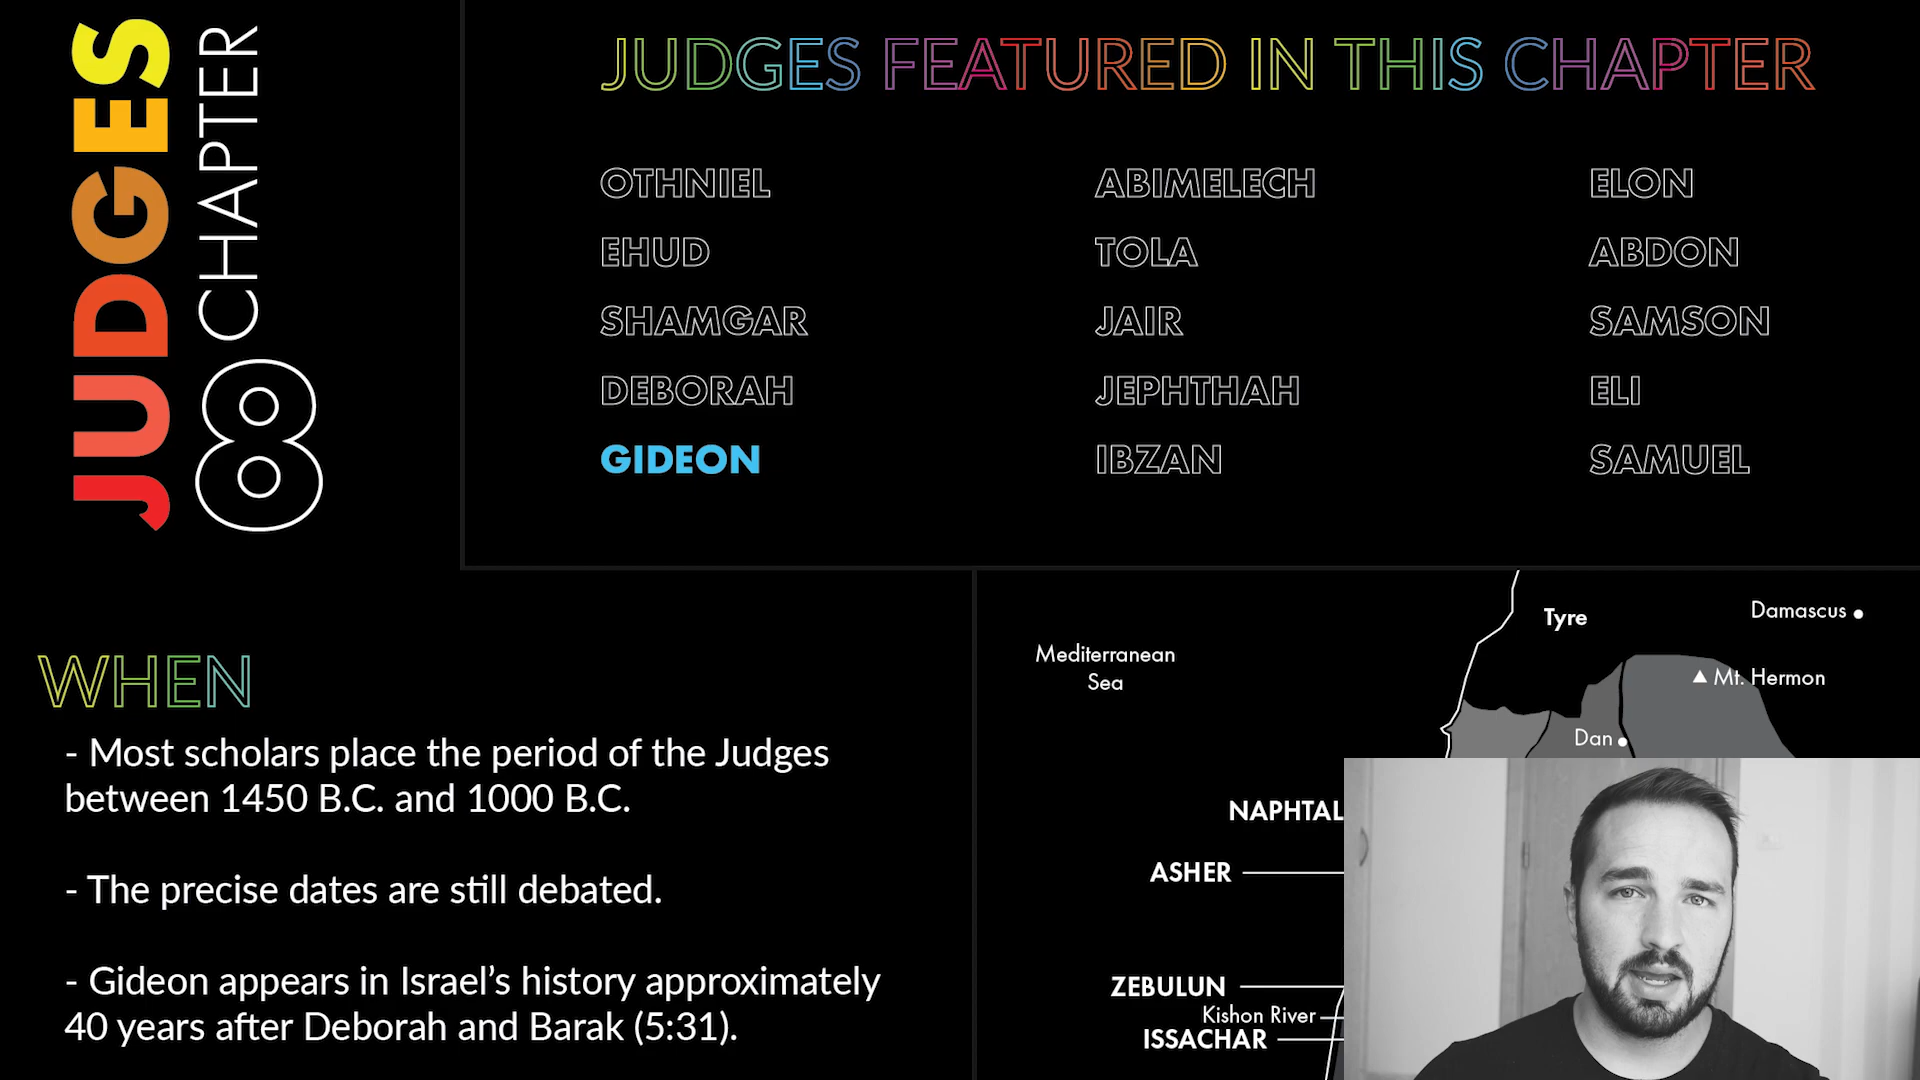 JUDGES
CHAPTER
8
JUDGES FEATURED IN THIS CHAPTER
OTHNIEL
EHUD
SHAMGAR
DEBORAH
GIDEON
ABIMELECH
TOLA
JAIR
JEPHTHAH
IBZAN
ELON
ABDON
SAMSON
ELI
SAMUEL
WHEN
- Most scholars place the period of the Judges
between 1450 B.C. and 1000 B.C.
- The precise dates are still debated.
- Gideon appears in Israel’s history approximately
40 years after Deborah and Barak (5:31).
Mediterranean
Sea
Tyre
Damascus
Mt. Hermon
Dan
NAPHTAL
ASHER
ZEBULUN
Kishon River
ISSACHAR